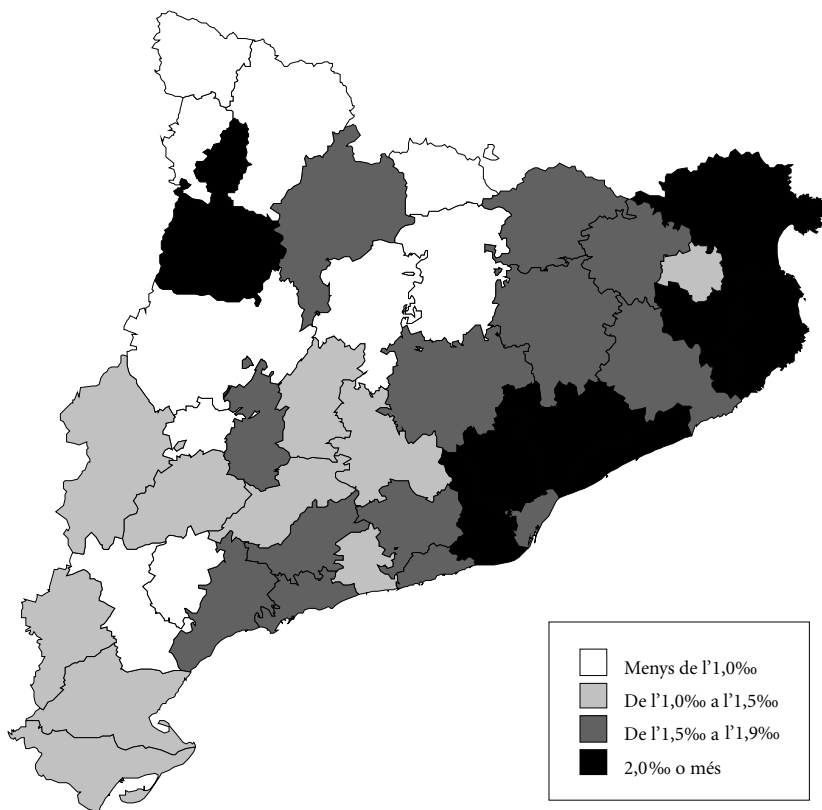 Menys de l'1,0‰
De l'1,0‰ a l'1,5‰
De l'1,5‰ a l'1,9‰
2,0‰ o més